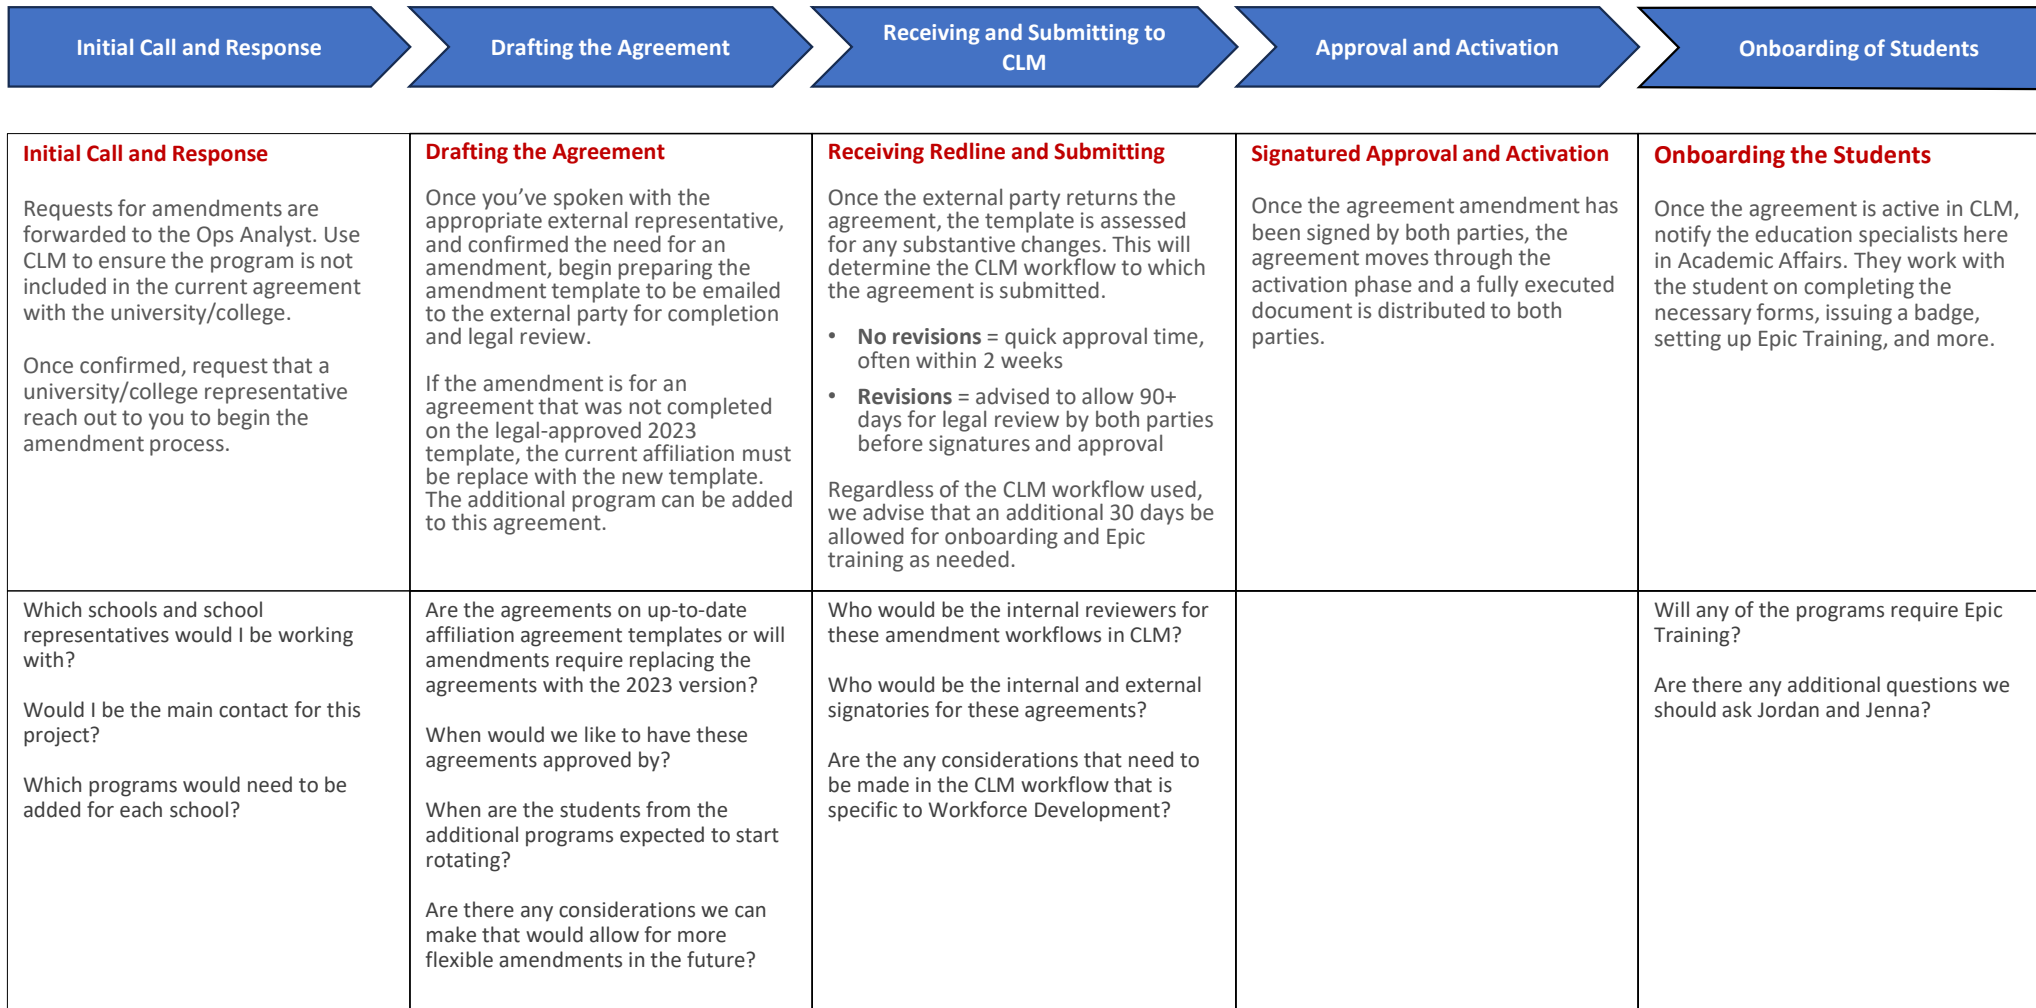 Initial Call and Response
Drafting the Agreement
Receiving and Submitting to
CLM
Approval and Activation
Onboarding of Students
Initial Call and Response
Requests for amendments are
forwarded to the Ops Analyst. Use
CLM to ensure the program is not
included in the current agreement
with the university/college.
Once confirmed, request that a
university/college representative
reach out to you to begin the
amendment process.
Drafting the Agreement
Once you’ve spoken with the
appropriate external representative,
and confirmed the need for an
amendment, begin preparing the
amendment template to be emailed
to the external party for completion
and legal review.
If the amendment is for an
agreement that was not completed
on the legal-approved 2023
template, the current affiliation must
be replace with the new template.
The additional program can be added
to this agreement.
Receiving Redline and Submitting
Once the external party returns the
agreement, the template is assessed
for any substantive changes. This will
determine the CLM workflow to which
the agreement is submitted.
• No revisions = quick approval time,
often within 2 weeks
• Revisions = advised to allow 90+
days for legal review by both parties
before signatures and approval
Regardless of the CLM workflow used,
we advise that an additional 30 days be
allowed for onboarding and Epic
training as needed.
Signatured Approval and Activation
Once the agreement amendment has
been signed by both parties, the
agreement moves through the
activation phase and a fully executed
document is distributed to both
parties.
Onboarding the Students
Once the agreement is active in CLM,
notify the education specialists here
in Academic Affairs. They work with
the student on completing the
necessary forms, issuing a badge,
setting up Epic Training, and more.
Which schools and school
representatives would I be working
with?
Would I be the main contact for this
project?
Which programs would need to be
added for each school?
Are the agreements on up-to-date
affiliation agreement templates or will
amendments require replacing the
agreements with the 2023 version?
When would we like to have these
agreements approved by?
When are the students from the
additional programs expected to start
rotating?
Are there any considerations we can
make that would allow for more
flexible amendments in the future?
Who would be the internal reviewers for
these amendment workflows in CLM?
Who would be the internal and external
signatories for these agreements?
Are the any considerations that need to
be made in the CLM workflow that is
specific to Workforce Development?
Will any of the programs require Epic
Training?
Are there any additional questions we
should ask Jordan and Jenna?